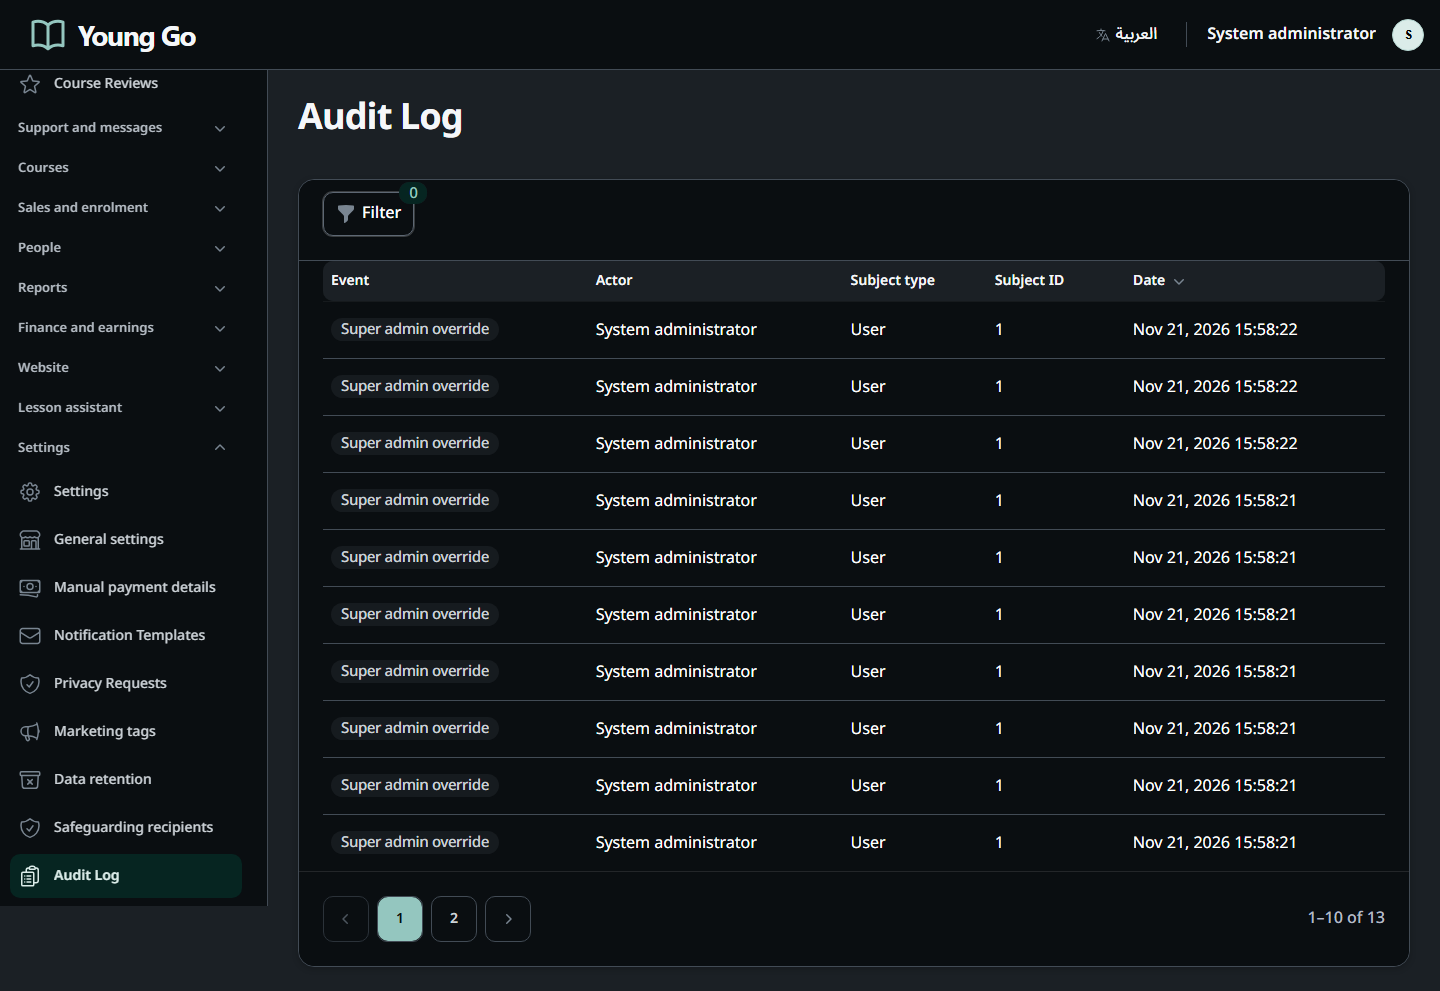 Young Go
العربية
System administrator
S
Course Reviews
Support and messages
Courses
Sales and enrolment
People
Reports
Finance and earnings
Website
Lesson assistant
Settings
Settings
General settings
Manual payment details
Notification Templates
Privacy Requests
Marketing tags
Data retention
Safeguarding recipients
Audit Log
Audit Log
Filter 0
Event Actor Subject type Subject ID Date
Super admin override System administrator User 1 Nov 21, 2026 15:58:22
Super admin override System administrator User 1 Nov 21, 2026 15:58:22
Super admin override System administrator User 1 Nov 21, 2026 15:58:22
Super admin override System administrator User 1 Nov 21, 2026 15:58:21
Super admin override System administrator User 1 Nov 21, 2026 15:58:21
Super admin override System administrator User 1 Nov 21, 2026 15:58:21
Super admin override System administrator User 1 Nov 21, 2026 15:58:21
Super admin override System administrator User 1 Nov 21, 2026 15:58:21
Super admin override System administrator User 1 Nov 21, 2026 15:58:21
Super admin override System administrator User 1 Nov 21, 2026 15:58:21
1 2
1–10 of 13